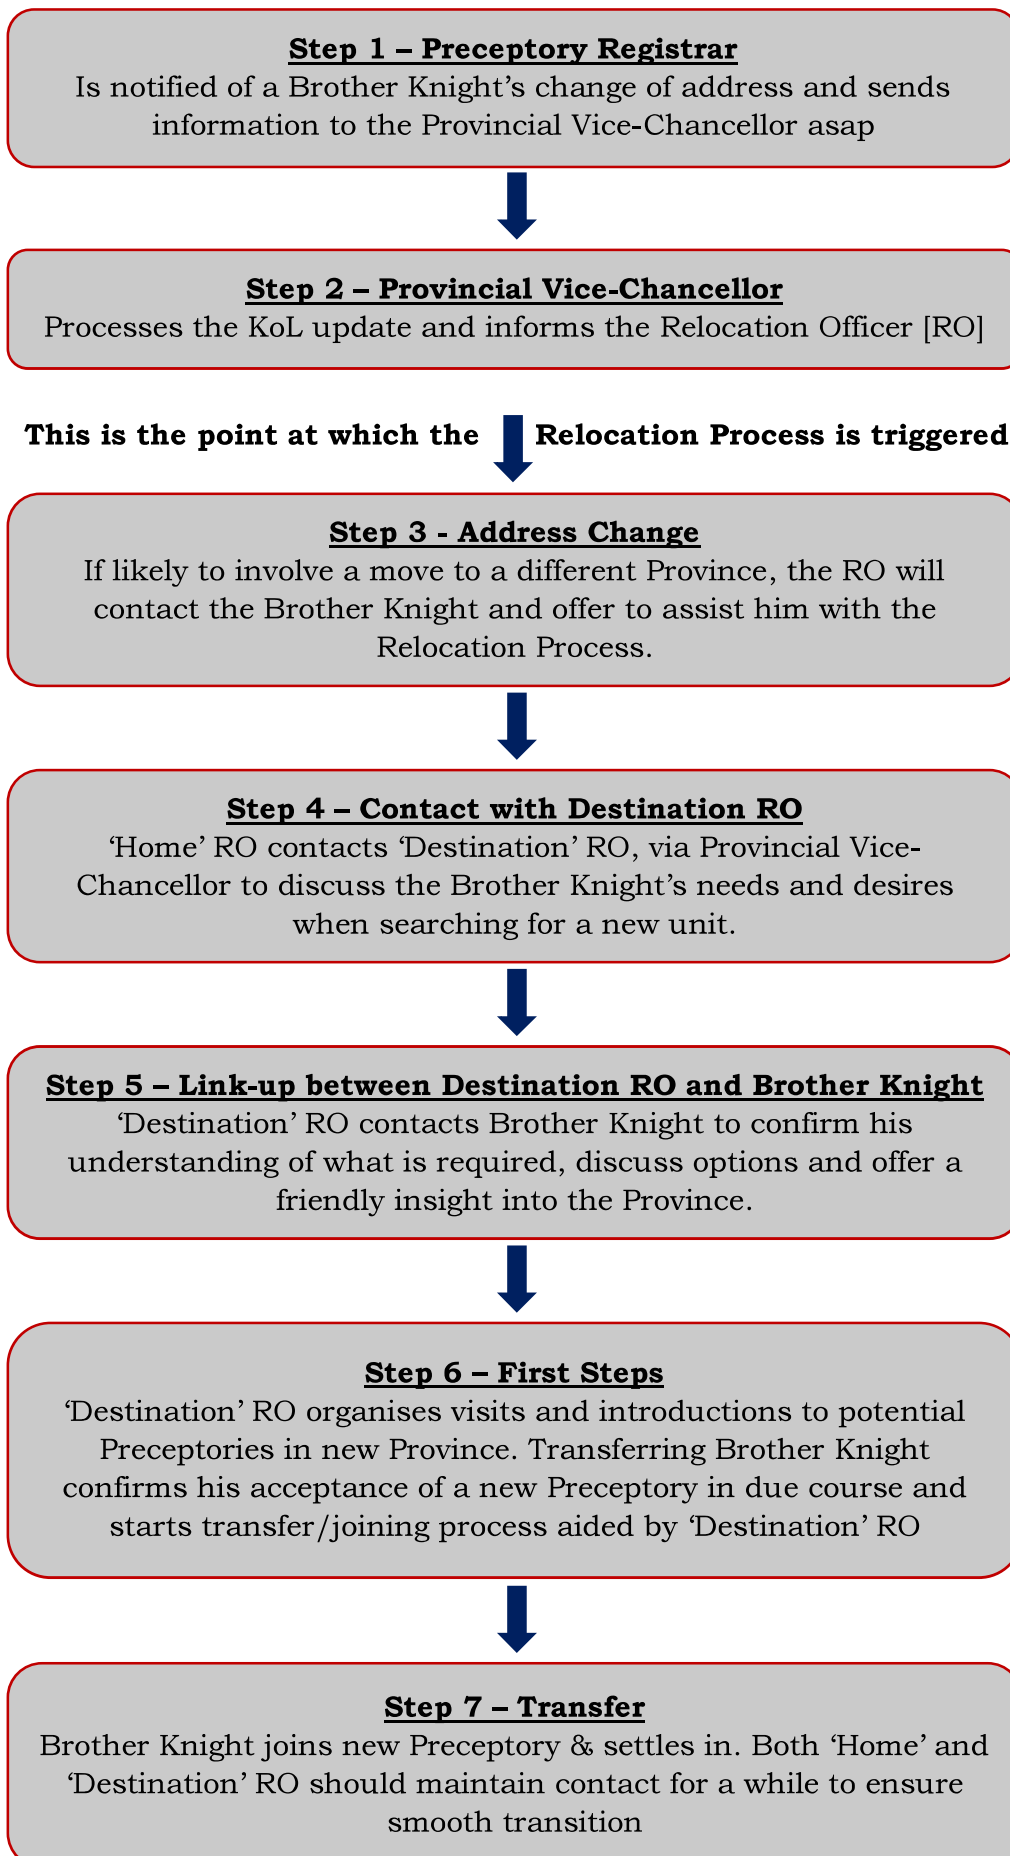 Step 1 – Preceptory Registrar
Is notified of a Brother Knight’s change of address and sends
information to the Provincial Vice-Chancellor asap
Step 2 – Provincial Vice-Chancellor
Processes the KoL update and informs the Relocation Officer [RO]
This is the point at which the Relocation Process is triggered
Step 3 - Address Change
If likely to involve a move to a different Province, the RO will
contact the Brother Knight and offer to assist him with the
Relocation Process.
Step 4 – Contact with Destination RO
‘Home’ RO contacts ‘Destination’ RO, via Provincial Vice-
Chancellor to discuss the Brother Knight’s needs and desires
when searching for a new unit.
Step 5 – Link-up between Destination RO and Brother Knight
‘Destination’ RO contacts Brother Knight to confirm his
understanding of what is required, discuss options and offer a
friendly insight into the Province.
Step 6 – First Steps
‘Destination’ RO organises visits and introductions to potential
Preceptories in new Province. Transferring Brother Knight
confirms his acceptance of a new Preceptory in due course and
starts transfer/joining process aided by ‘Destination’ RO
Step 7 – Transfer
Brother Knight joins new Preceptory & settles in. Both ‘Home’ and
‘Destination’ RO should maintain contact for a while to ensure
smooth transition